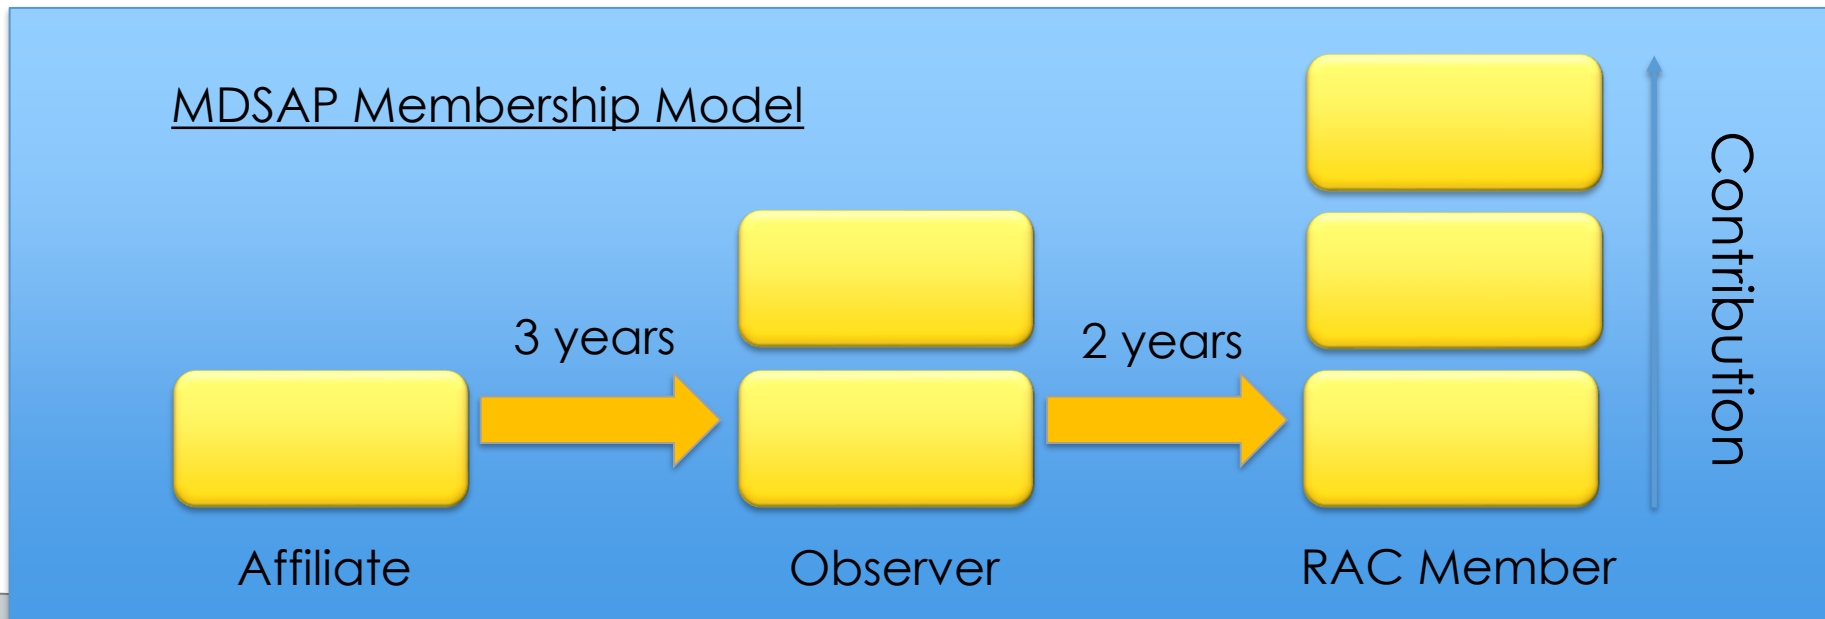 MDSAP Membership Model
3 years
2 years
Affiliate
Observer
RAC Member
Contribution